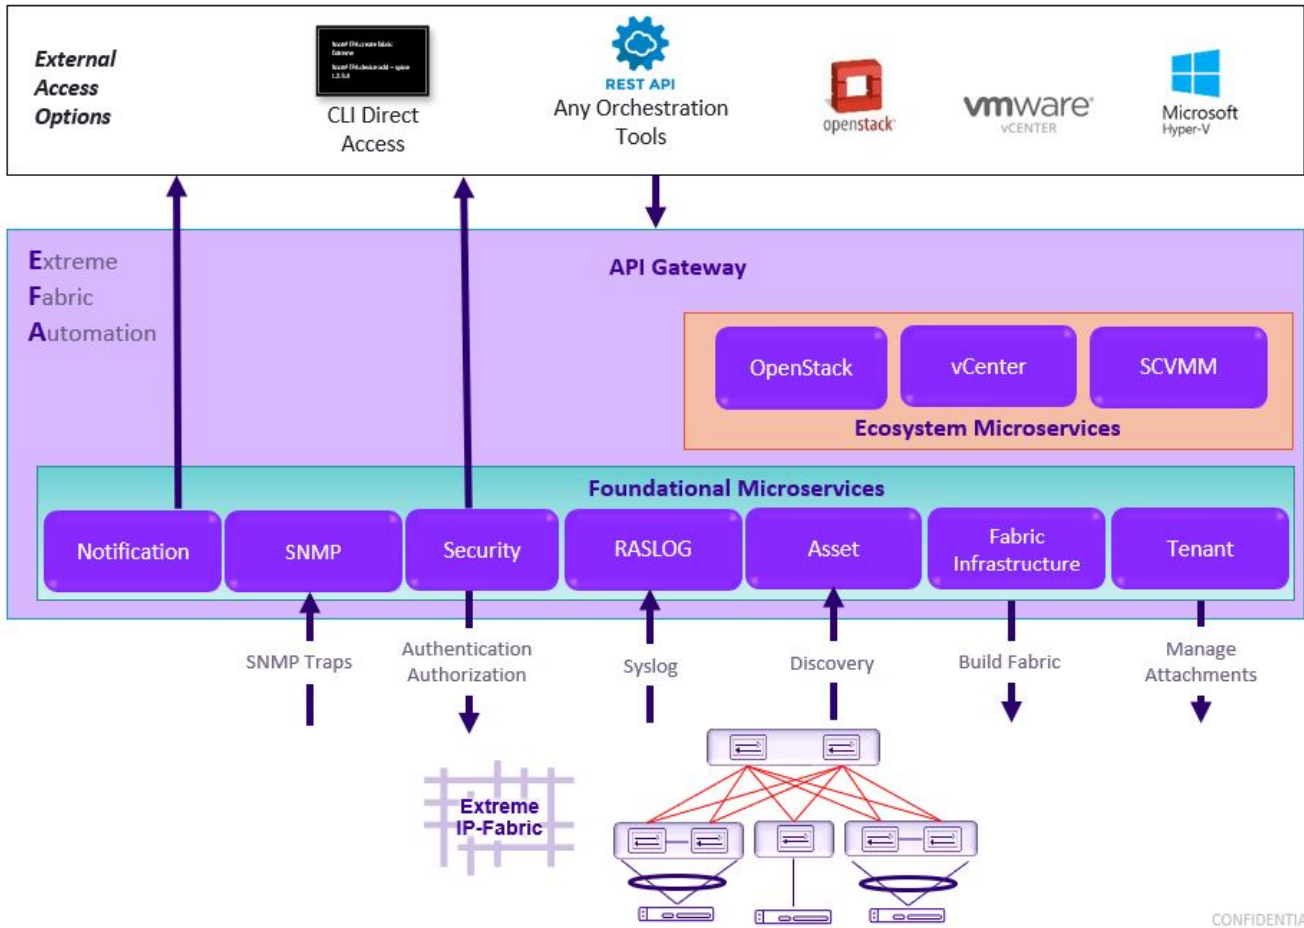 External
Access
Options
CLI Direct
Access
REST API
Any Orchestration
Tools
openstack
vmware
vCENTER
Microsoft
Hyper-V
Extreme
Fabric
Automation
API Gateway
OpenStack
vCenter
SCVMM
Ecosystem Microservices
Foundational Microservices
Notification
SNMP
Security
RASLOG
Asset
Fabric
Infrastructure
Tenant
SNMP Traps
Authentication
Authorization
Syslog
Discovery
Build Fabric
Manage
Attachments
Extreme
IP-Fabric